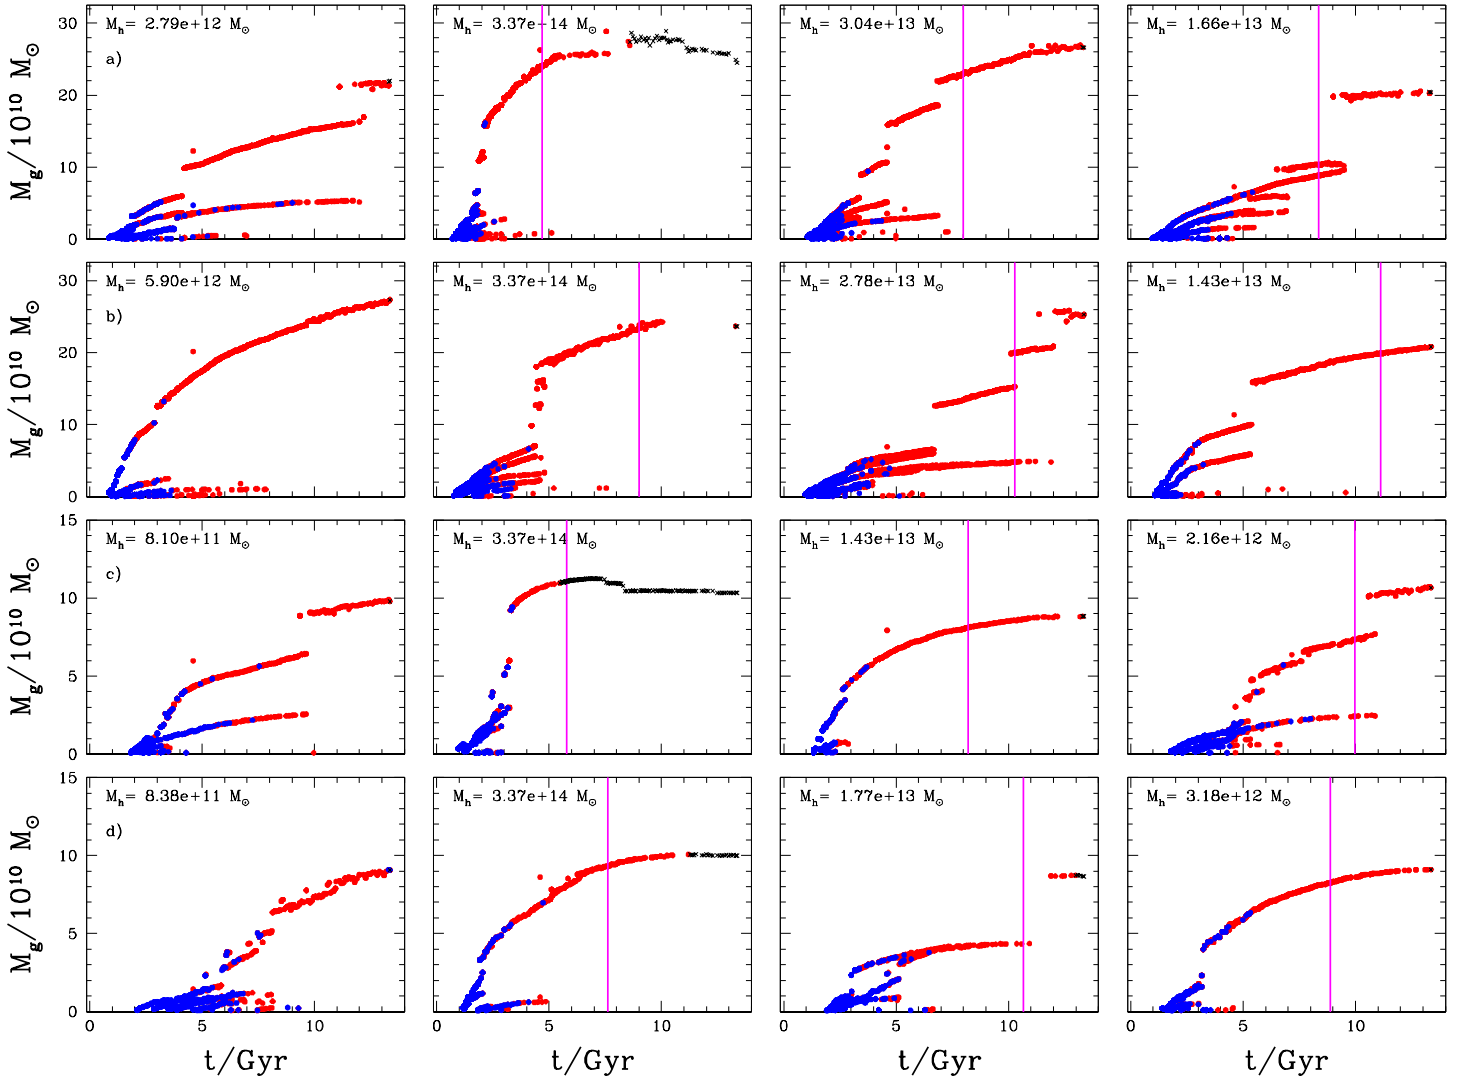 M_h= 2.79e+12 M_⊙
M_h= 3.37e+14 M_⊙
M_h= 3.04e+13 M_⊙
M_h= 1.66e+13 M_⊙
a)
30
20
10
0
M_g/10^10 M_⊙
M_h= 5.90e+12 M_⊙
M_h= 3.37e+14 M_⊙
M_h= 2.78e+13 M_⊙
M_h= 1.43e+13 M_⊙
b)
30
20
10
0
M_g/10^10 M_⊙
M_h= 8.10e+11 M_⊙
M_h= 3.37e+14 M_⊙
M_h= 1.43e+13 M_⊙
M_h= 2.16e+12 M_⊙
c)
15
10
5
0
M_g/10^10 M_⊙
M_h= 8.38e+11 M_⊙
M_h= 3.37e+14 M_⊙
M_h= 1.77e+13 M_⊙
M_h= 3.18e+12 M_⊙
d)
15
10
5
0
M_g/10^10 M_⊙
0 5 10 0 5 10 0 5 10 0 5 10
t/Gyr t/Gyr t/Gyr t/Gyr